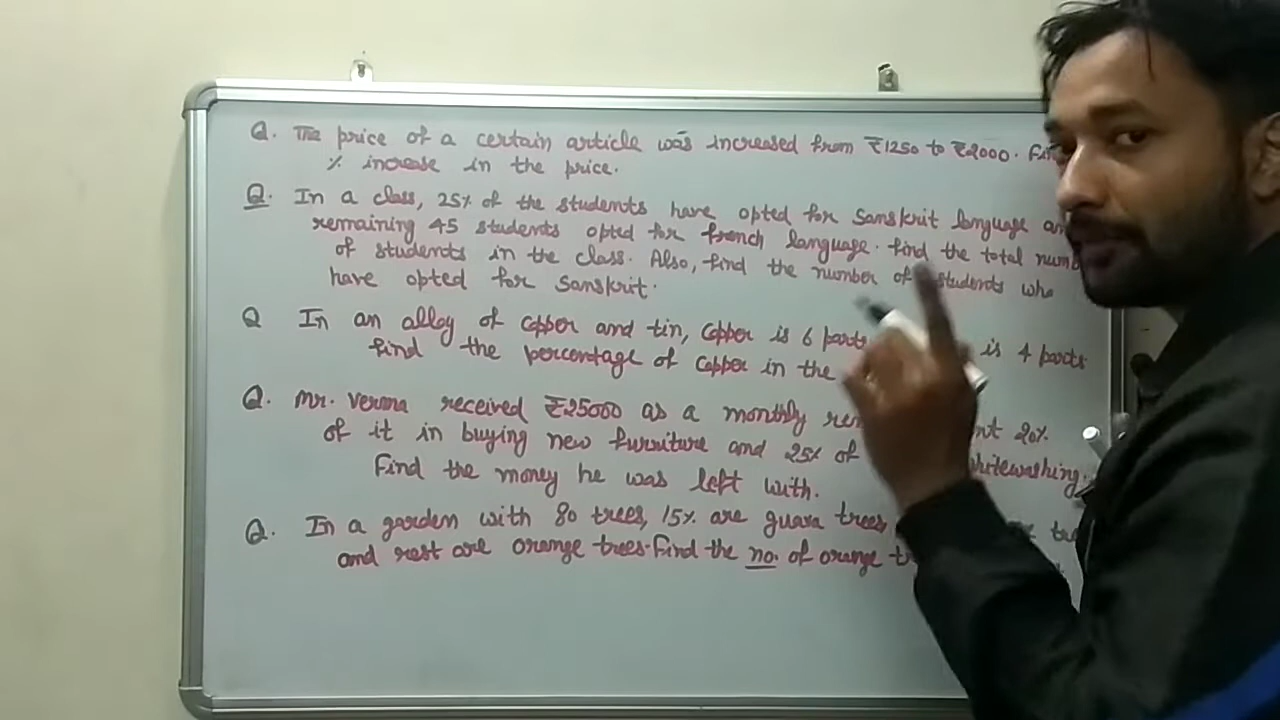 Q. The price of a certain article was increased from ₹1250 to ₹2000.
% increase in the price.
Q. In a class, 25% of the students have opted for Sanskrit language
remaining 45 students opted for french language. find the total
of students in the class. Also, find the number of students who
have opted for Sanskrit.
Q In an alloy of Copper and tin, Copper is 6 parts is 4 parts
find the percentage of Copper in the
Q. Mr. Verma received ₹25000 as a monthly 20%
of it in buying new furniture and 25% of whitewashing.
Find the money he was left with.
Q. In a garden with 80 trees, 15% are guava trees,
and rest are orange trees. Find the no. of orange